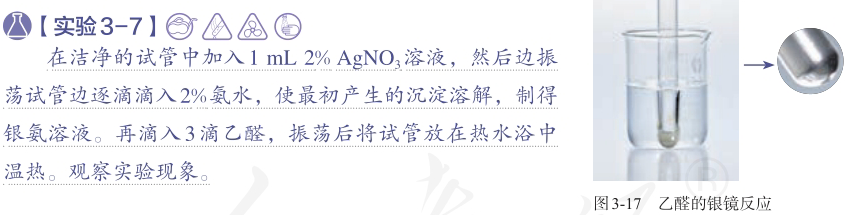 【实验3-7】
在洁净的试管中加入1 mL 2% AgNO₃溶液，然后边振
荡试管边逐滴滴入2%氨水，使最初产生的沉淀溶解，制得
银氨溶液。再滴入3滴乙醛，振荡后将试管放在热水浴中
温热。观察实验现象。
图3-17 乙醛的银镜反应